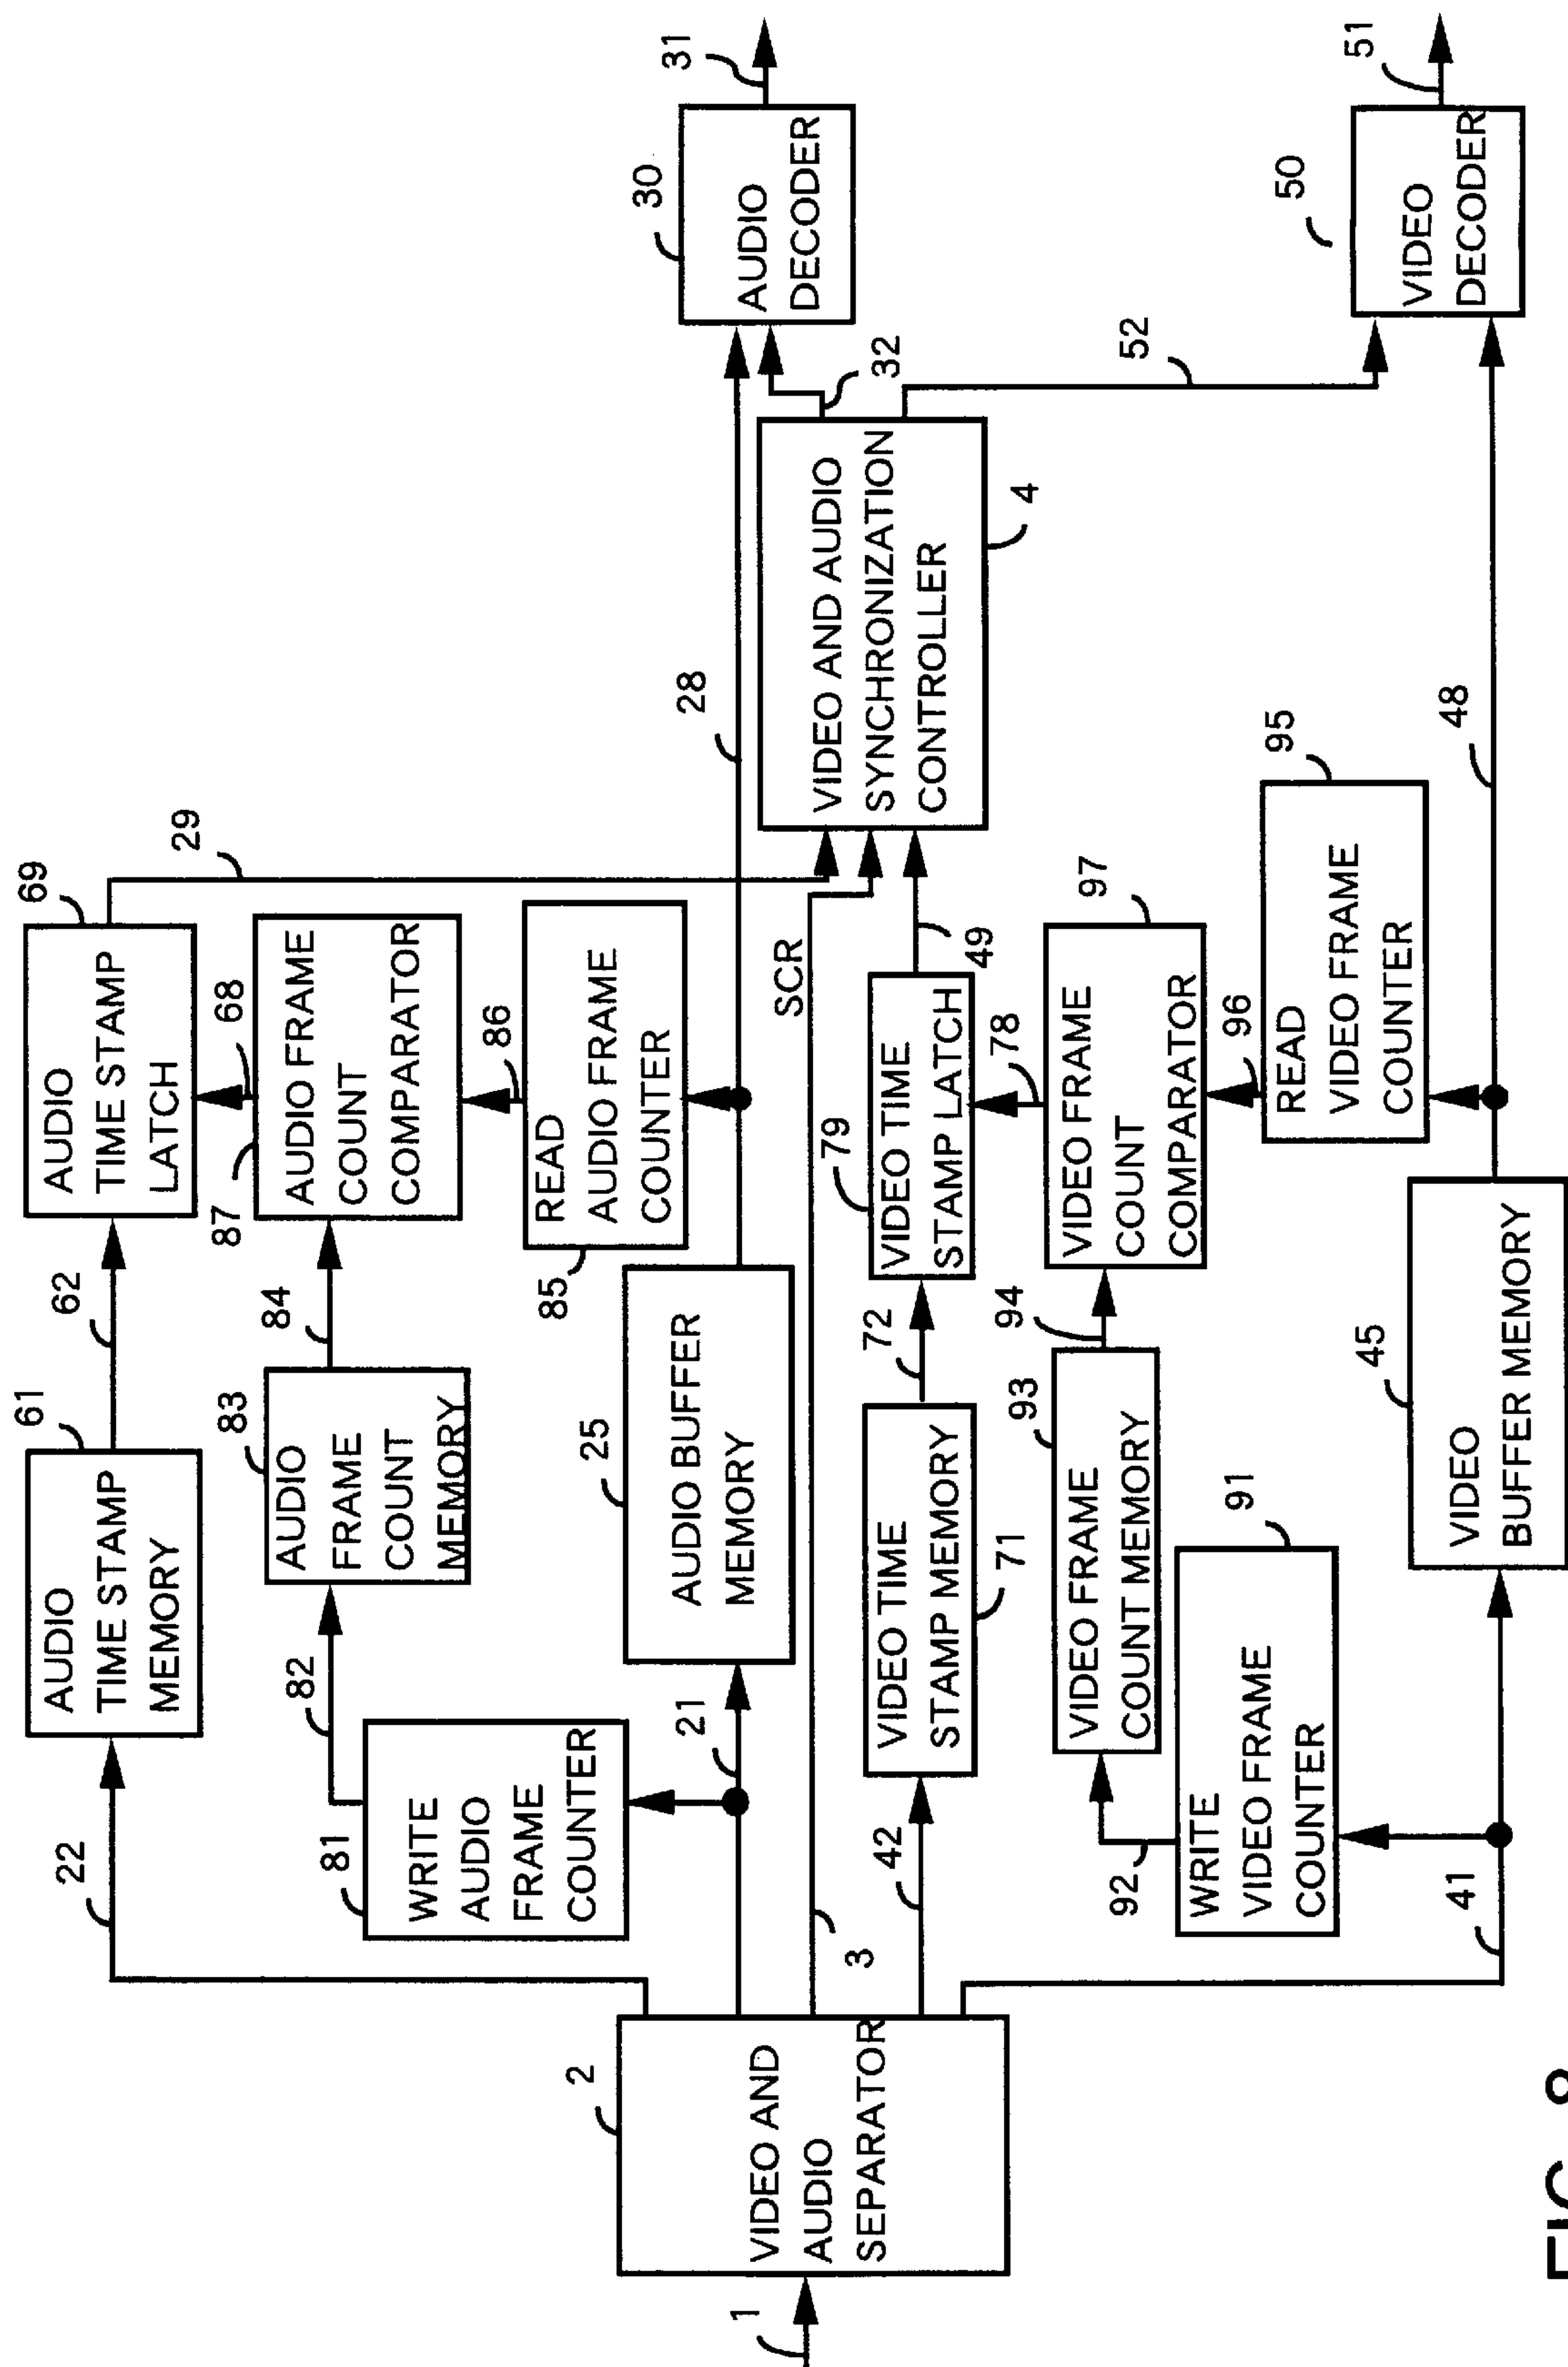 1
2
VIDEO AND
AUDIO
SEPARATOR
22
61
AUDIO
TIME STAMP
MEMORY
62
69
AUDIO
TIME STAMP
LATCH
29
81
WRITE
AUDIO
FRAME
COUNTER
82
83
AUDIO
FRAME
COUNT
MEMORY
84
87
AUDIO FRAME
COUNT
COMPARATOR
68
86
85
READ
AUDIO FRAME
COUNTER
21
25
AUDIO BUFFER
MEMORY
28
30
AUDIO
DECODER
31
3
SCR
32
VIDEO AND AUDIO
SYNCHRONIZATION
CONTROLLER
4
42
VIDEO TIME
STAMP MEMORY
71
72
79
VIDEO TIME
STAMP LATCH
49
78
52
92
93
VIDEO FRAME
COUNT MEMORY
94
VIDEO FRAME
COUNT
COMPARATOR
97
96
91
WRITE
VIDEO FRAME
COUNTER
95
READ
VIDEO FRAME
COUNTER
41
45
VIDEO
BUFFER MEMORY
48
50
VIDEO
DECODER
51